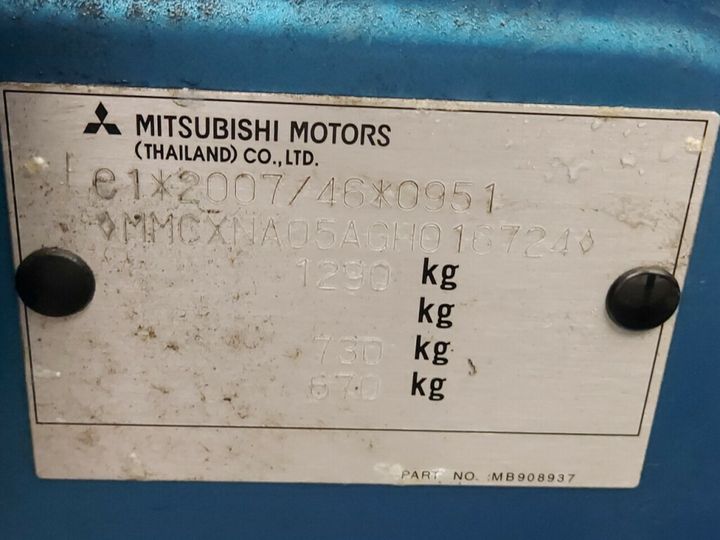 MITSUBISHI MOTORS
(THAILAND) CO., LTD.
e1*2007/46*0951
◊MMCXNA05AGH016724◊
1290 kg
kg
730 kg
670 kg
PART NO. MB908937